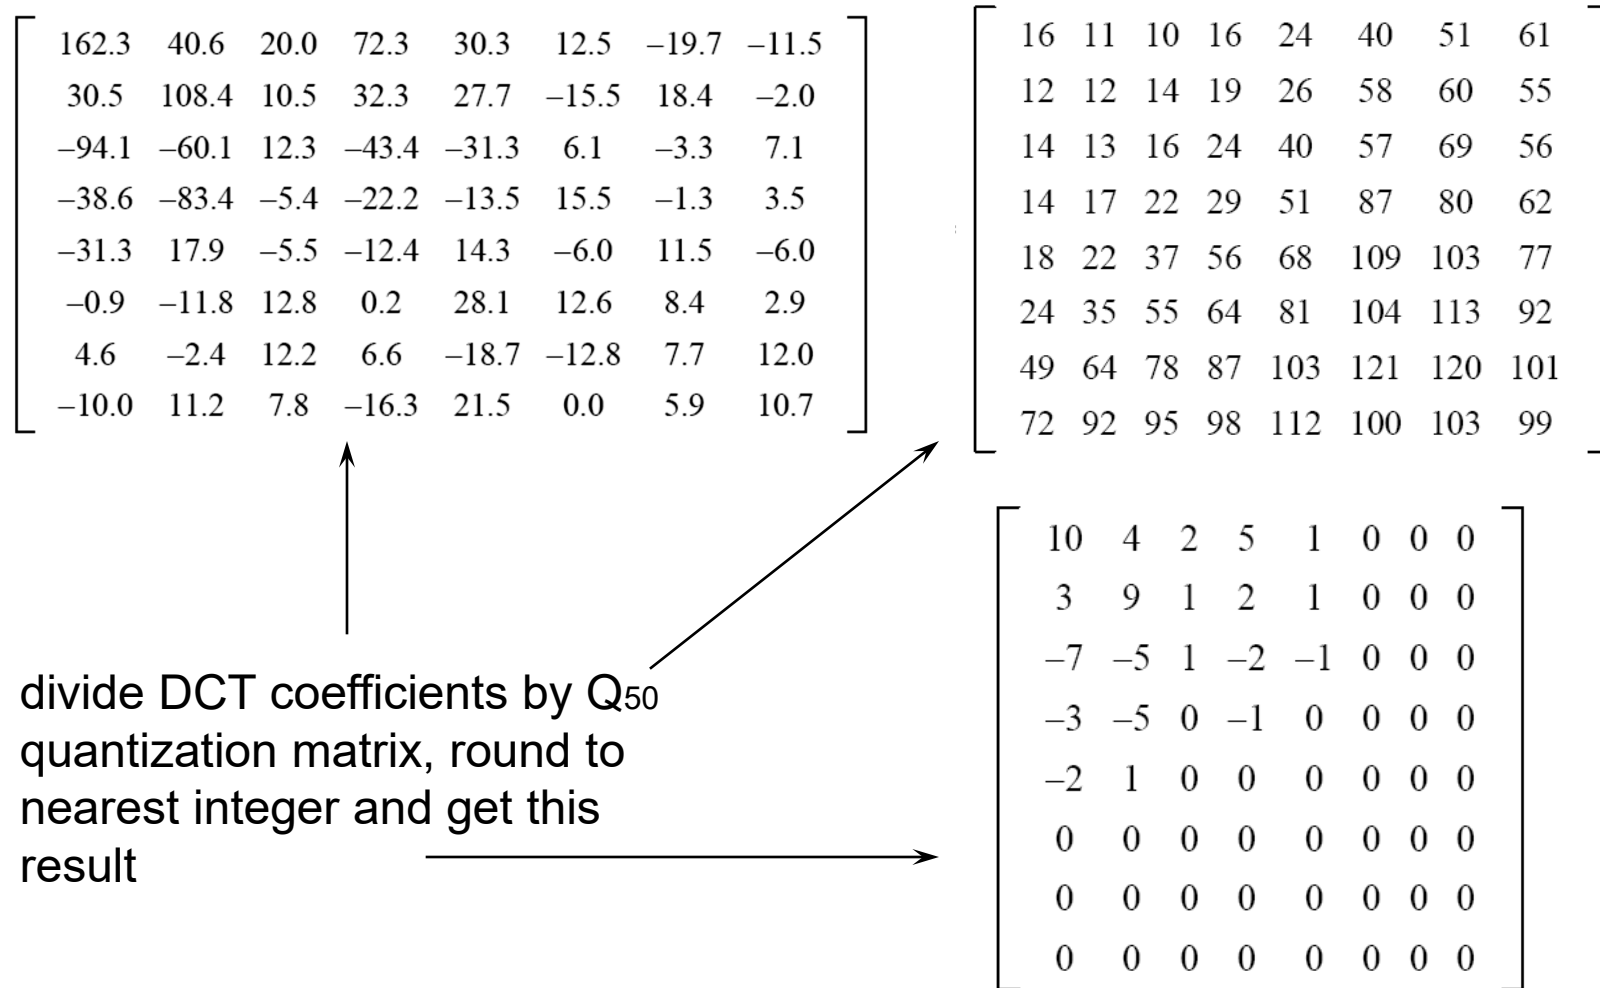 162.3 40.6 20.0 72.3 30.3 12.5 –19.7 –11.5
30.5 108.4 10.5 32.3 27.7 –15.5 18.4 –2.0
–94.1 –60.1 12.3 –43.4 –31.3 6.1 –3.3 7.1
–38.6 –83.4 –5.4 –22.2 –13.5 15.5 –1.3 3.5
–31.3 17.9 –5.5 –12.4 14.3 –6.0 11.5 –6.0
–0.9 –11.8 12.8 0.2 28.1 12.6 8.4 2.9
4.6 –2.4 12.2 6.6 –18.7 –12.8 7.7 12.0
–10.0 11.2 7.8 –16.3 21.5 0.0 5.9 10.7
16 11 10 16 24 40 51 61
12 12 14 19 26 58 60 55
14 13 16 24 40 57 69 56
14 17 22 29 51 87 80 62
18 22 37 56 68 109 103 77
24 35 55 64 81 104 113 92
49 64 78 87 103 121 120 101
72 92 95 98 112 100 103 99
divide DCT coefficients by Q50
quantization matrix, round to
nearest integer and get this
result
10 4 2 5 1 0 0 0
3 9 1 2 1 0 0 0
–7 –5 1 –2 –1 0 0 0
–3 –5 0 –1 0 0 0 0
–2 1 0 0 0 0 0 0
0 0 0 0 0 0 0 0
0 0 0 0 0 0 0 0
0 0 0 0 0 0 0 0